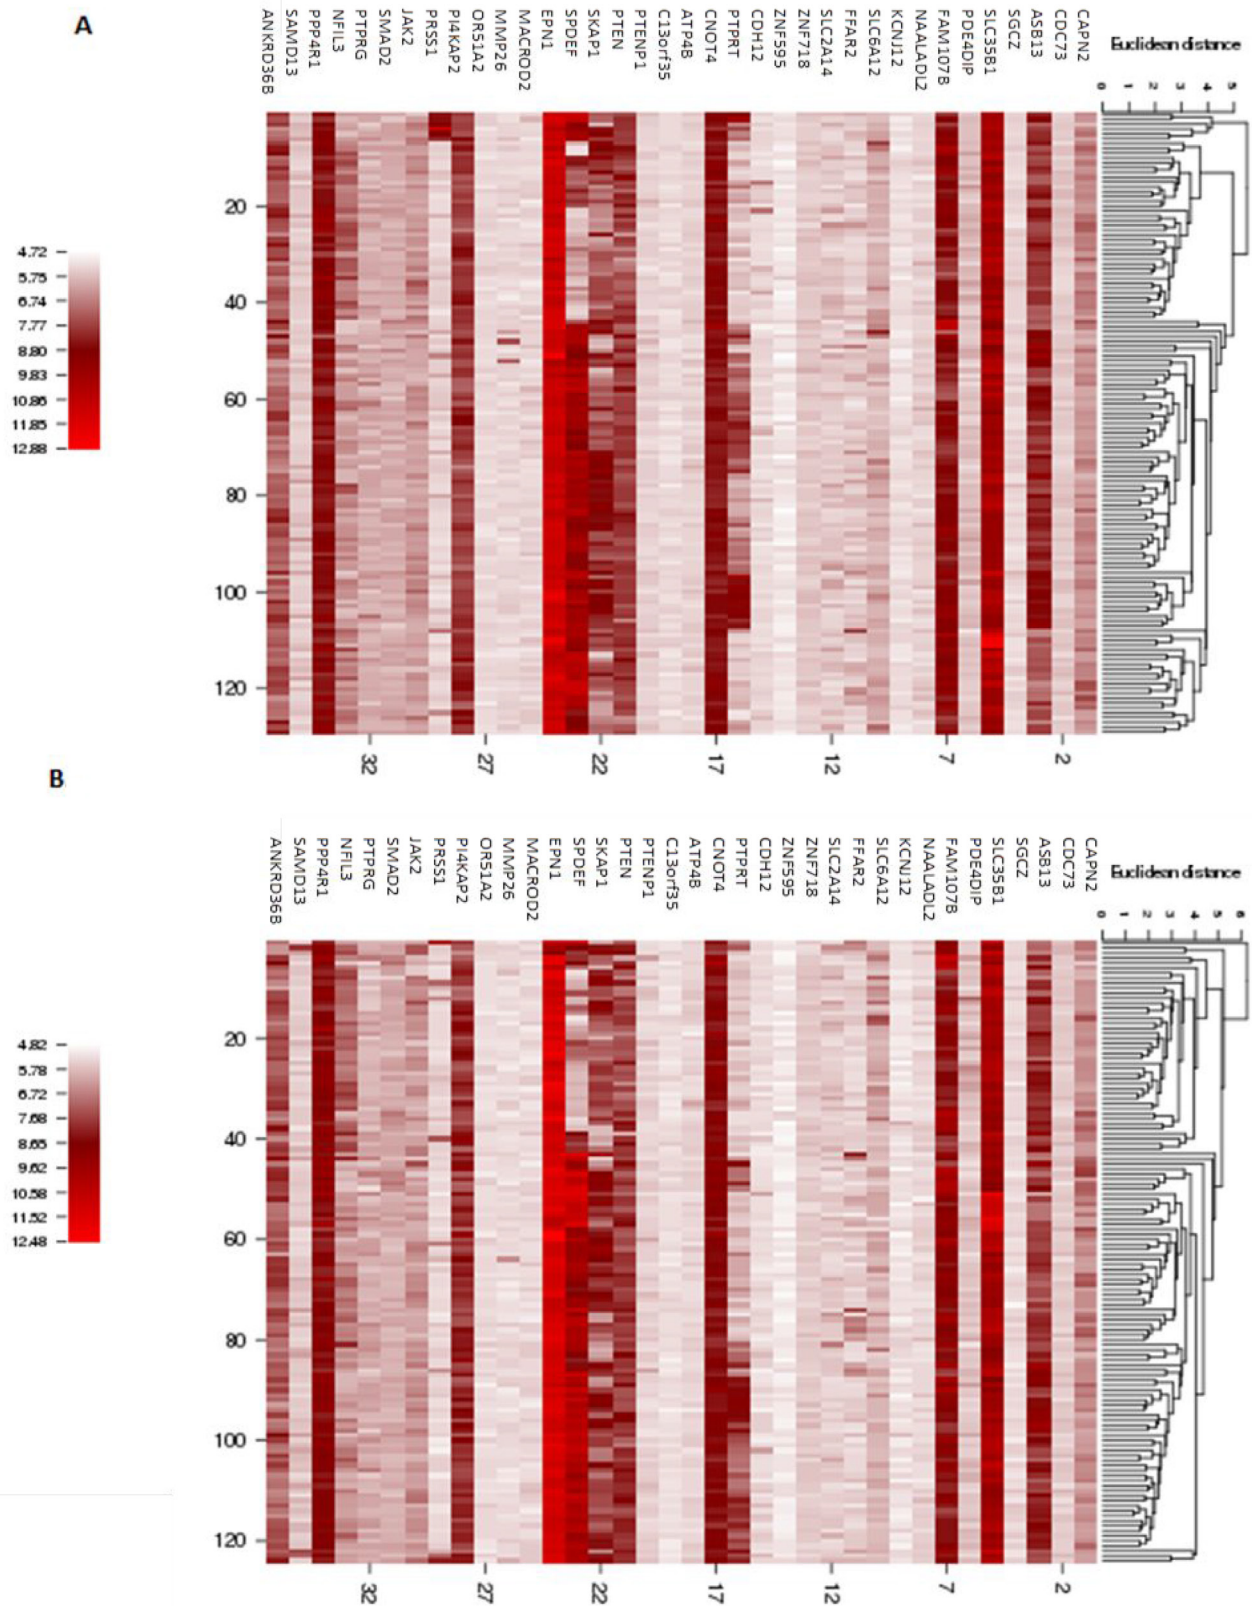 A
ANKRD36B
SAMD13
PPP4R1
NFIL3
PTPRG
SMAD2
JAK2
PRSS1
PI4KAP2
OR51A2
MMP26
MACROD2
EPN1
SPDEF
SKAP1
PTEN
PTENP1
C13orf35
ATP4B
CNOT4
PTPRT
CDH12
ZNF595
ZNF718
SLC2A14
FFAR2
SLC6A12
KCNJ12
NAALADL2
FAM107B
PDE4DIP
SLC35B1
SGCZ
ASB13
CDC73
CAPN2
Euclidean distance
0 1 2 3 4 5
4.72
5.75
6.74
7.77
8.80
9.83
10.86
11.85
12.88
20
40
60
80
100
120
32 27 22 17 12 7 2
B
ANKRD36B
SAMD13
PPP4R1
NFIL3
PTPRG
SMAD2
JAK2
PRSS1
PI4KAP2
OR51A2
MMP26
MACROD2
EPN1
SPDEF
SKAP1
PTEN
PTENP1
C13orf35
ATP4B
CNOT4
PTPRT
CDH12
ZNF595
ZNF718
SLC2A14
FFAR2
SLC6A12
KCNJ12
NAALADL2
FAM107B
PDE4DIP
SLC35B1
SGCZ
ASB13
CDC73
CAPN2
Euclidean distance
0 1 2 3 4 5 6
4.82
5.78
6.72
7.68
8.65
9.62
10.58
11.52
12.48
20
40
60
80
100
120
32 27 22 17 12 7 2